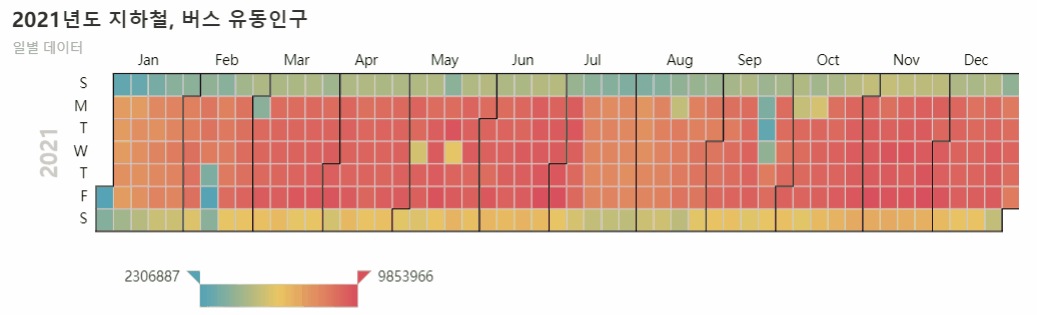 2021년도 지하철, 버스 유동인구
일별 데이터
Jan Feb Mar Apr May Jun Jul Aug Sep Oct Nov Dec
S
M
T
W
T
F
S
2021
2306887 9853966